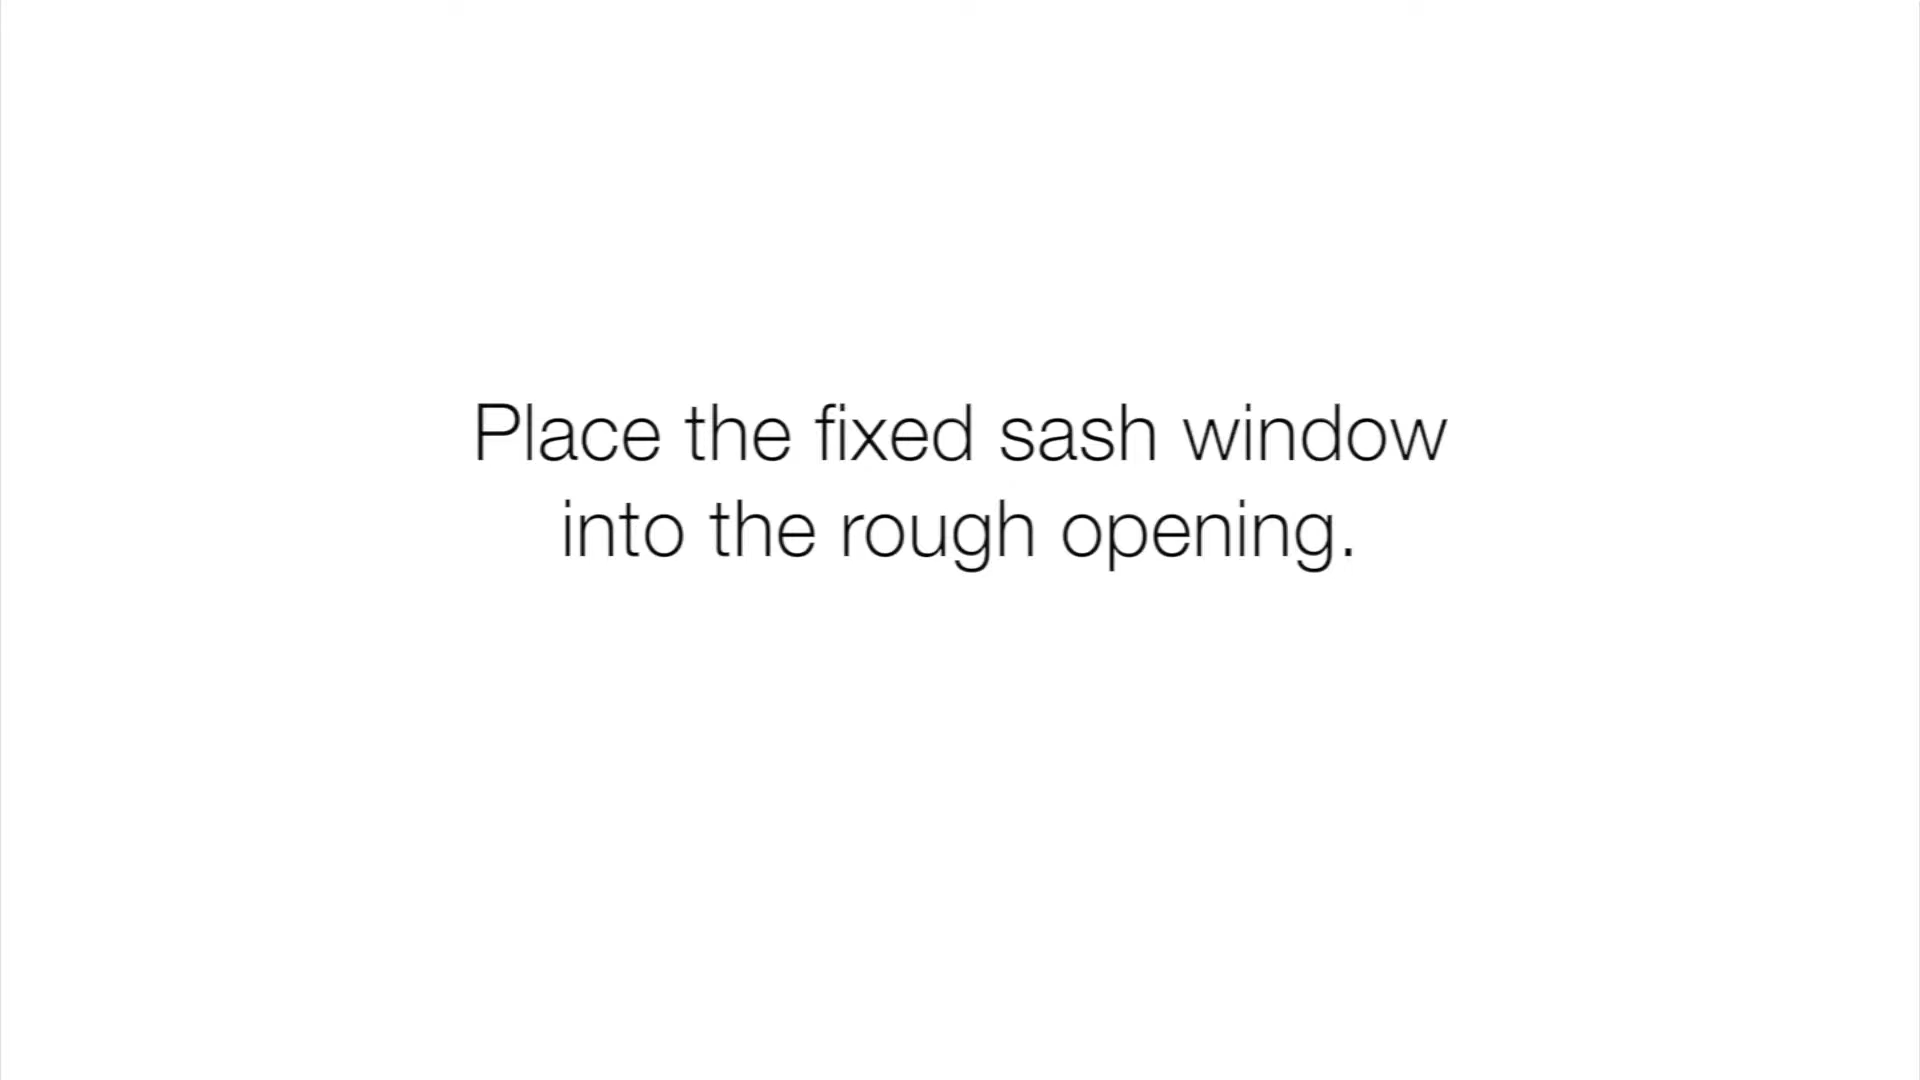 Place the fixed sash window
into the rough opening.